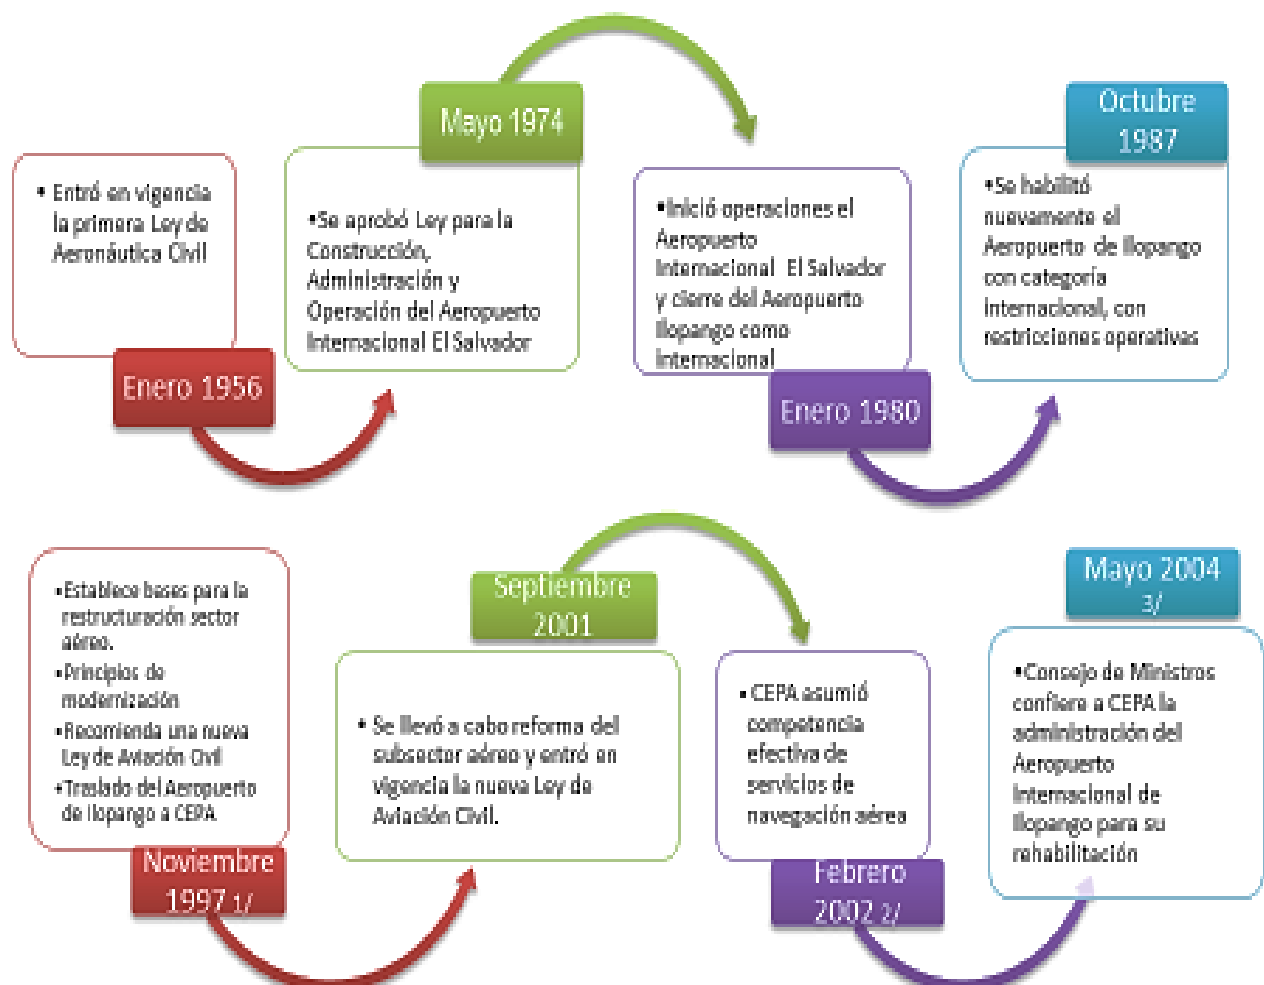 • Entró en vigencia
la primera Ley de
Aeronáutica Civil
Enero 1956
Mayo 1974
•Se aprobó Ley para la
Construcción,
Administración y
Operación del Aeropuerto
Internacional El Salvador
•Inició operaciones el
Aeropuerto
Internacional El Salvador
y cierre del Aeropuerto
Ilopango como
Internacional
Enero 1980
Octubre
1987
•Se habilitó
nuevamente el
Aeropuerto de Ilopango
con categoría
internacional, con
restricciones operativas
•Establece bases para la
restructuración sector
aéreo.
•Principios de
modernización
•Recomienda una nueva
Ley de Aviación Civil
•Traslado del Aeropuerto
de Ilopango a CEPA
Noviembre
1997 1/
Septiembre
2001
• Se llevó a cabo reforma del
subsector aéreo y entró en
vigencia la nueva Ley de
Aviación Civil.
• CEPA asumió
competencia
efectiva de
servicios de
navegación aérea
Febrero
2002 2/
Mayo 2004
3/
•Consejo de Ministros
confiere a CEPA la
administración del
Aeropuerto
Internacional de
Ilopango para su
rehabilitación